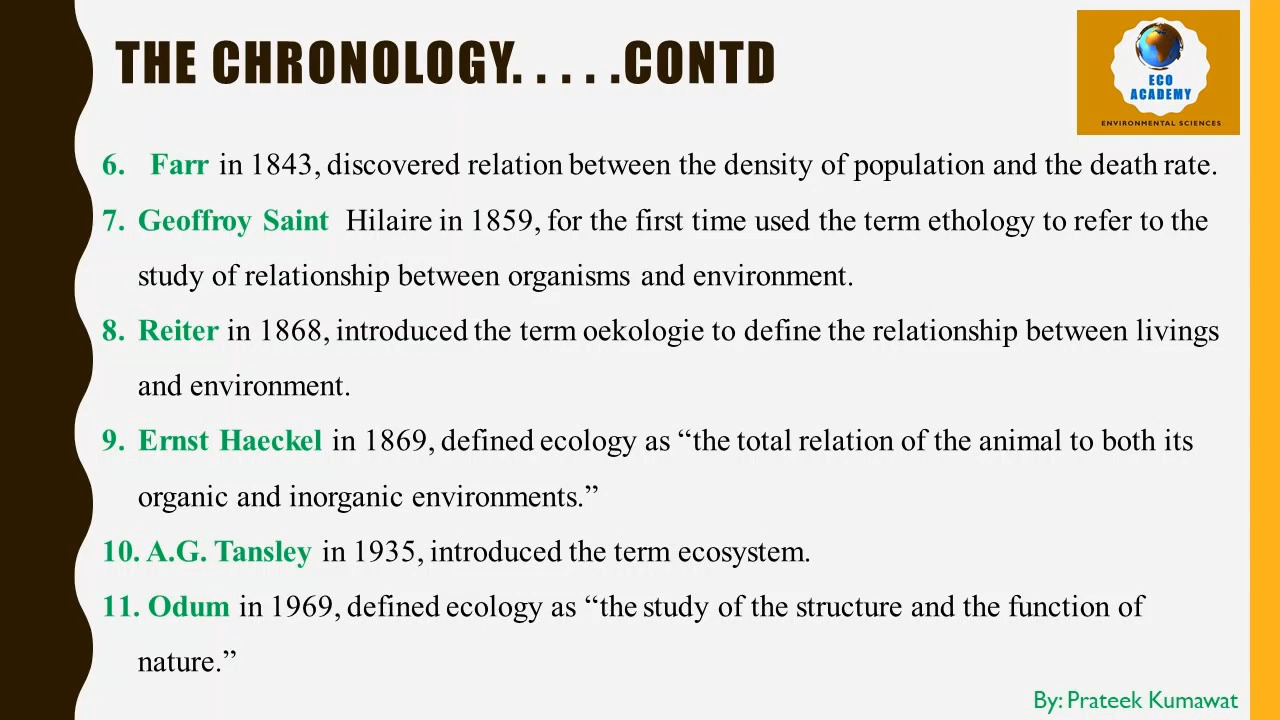 THE CHRONOLOGY. . . . .CONTD
ECO
ACADEMY
ENVIRONMENTAL SCIENCES
6. Farr in 1843, discovered relation between the density of population and the death rate.
7. Geoffroy Saint Hilaire in 1859, for the first time used the term ethology to refer to the
study of relationship between organisms and environment.
8. Reiter in 1868, introduced the term oekologie to define the relationship between livings
and environment.
9. Ernst Haeckel in 1869, defined ecology as “the total relation of the animal to both its
organic and inorganic environments.”
10. A.G. Tansley in 1935, introduced the term ecosystem.
11. Odum in 1969, defined ecology as “the study of the structure and the function of
nature.”
By: Prateek Kumawat